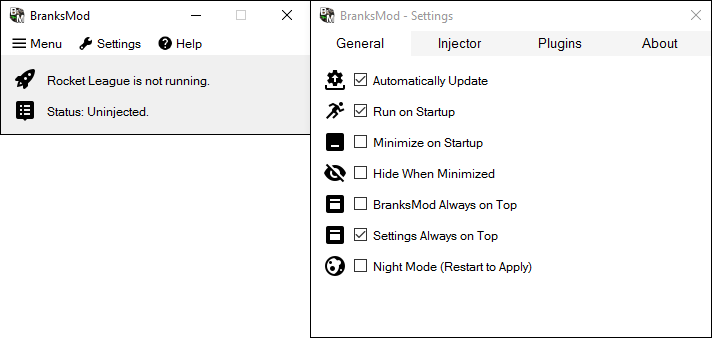 BranksMod
Menu Settings Help
Rocket League is not running.
Status: Uninjected.
BranksMod - Settings
General Injector Plugins About
Automatically Update
Run on Startup
Minimize on Startup
Hide When Minimized
BranksMod Always on Top
Settings Always on Top
Night Mode (Restart to Apply)